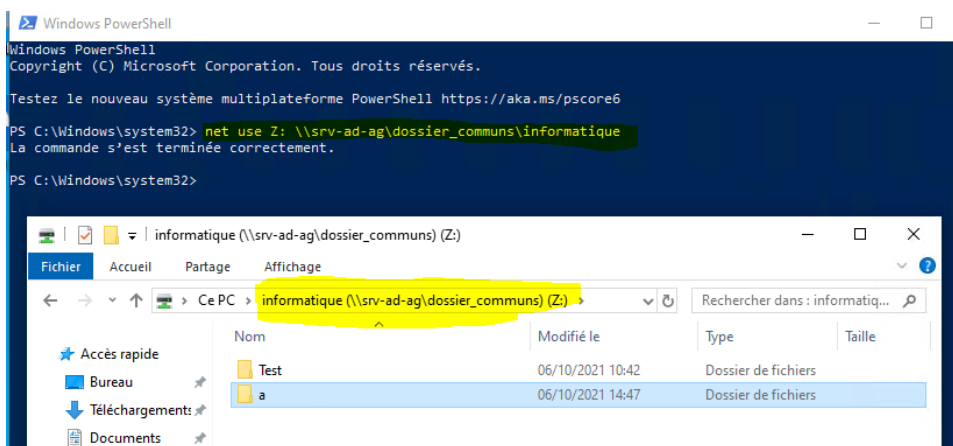 Windows PowerShell
Windows PowerShell
Copyright (C) Microsoft Corporation. Tous droits réservés.
Testez le nouveau système multiplateforme PowerShell https://aka.ms/pscore6
PS C:\Windows\system32> net use Z: \\srv-ad-ag\dossier_communs\informatique
La commande s’est terminée correctement.
PS C:\Windows\system32>
informatique (\\srv-ad-ag\dossier_communs) (Z:)
Fichier Accueil Partage Affichage
Ce PC > informatique (\\srv-ad-ag\dossier_communs) (Z:) > Rechercher dans : informatiq...
Nom Modifié le Type Taille
Accès rapide
Test 06/10/2021 10:42 Dossier de fichiers
Bureau
a 06/10/2021 14:47 Dossier de fichiers
Téléchargements
Documents